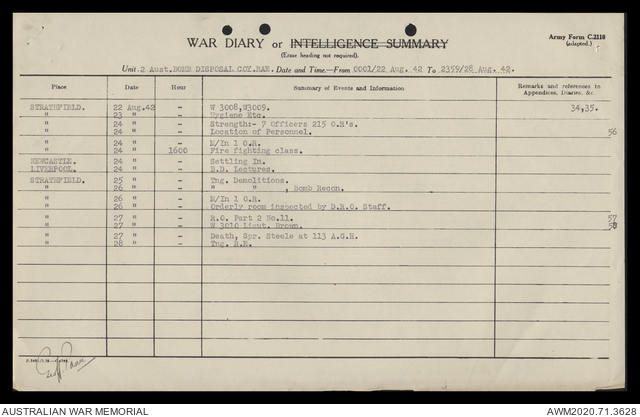 WAR DIARY or INTELLIGENCE SUMMARY
Army Form C.2118
(adapted.)
(Erase heading not required).
Unit. 2 Aust. BOMB DISPOSAL COY. RAE. Date and Time.—From 0001/22 Aug. 42 To 2359/28 Aug. 42.
Place Date Hour Summary of Events and Information Remarks and references to Appendices, Diaries, &c.
STRATHFIELD. 22 Aug.42 - W 3008, W3009. 34,35.
" 23 " - Hygiene Etc.
" 24 " - Strength:- 7 Officers 215 O.R's.
" 24 " - Location of Personnel. 56
" 24 " - M/In 1 O.R.
" 24 " 1600 Fire fighting class.
NEWCASTLE. 24 " - Settling In.
LIVERPOOL. 24 " - B.D. Lectures.
STRATHFIELD. 25 " - Tng. Demolitions.
" 26 " - " " , Bomb Recon.
" 26 " - M/In 1 O.R.
" 26 " - Orderly room inspected by D.R.O. Staff.
" 27 " - R.O. Part 2 No.11. 57
" 27 " - W 3010 Lieut. Brown. 58
" 27 " - Death, Spr. Steele at 113 A.G.H.
" 28 " - Tng.
AUSTRALIAN WAR MEMORIAL
AWM2020.71.3628